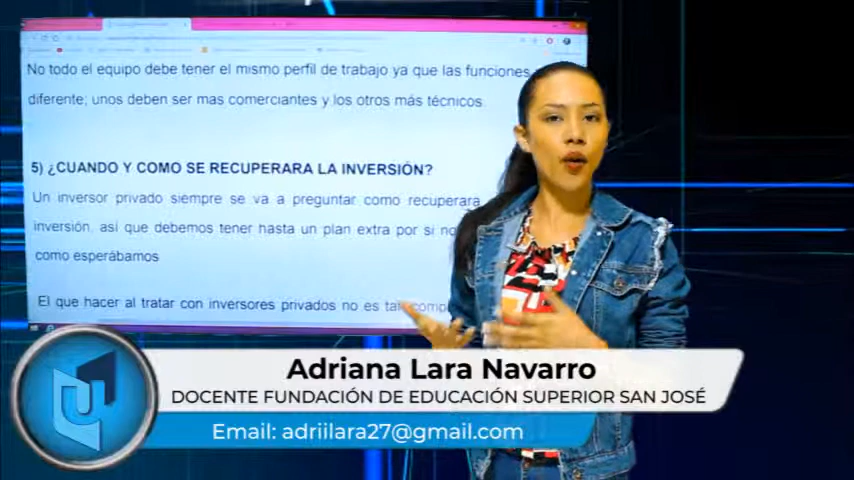 No todo el equipo debe tener el mismo perfil de trabajo ya que las funciones
diferente; unos deben ser mas comerciantes y los otros más técnicos.
5) ¿CUANDO Y COMO SE RECUPERARA LA INVERSIÓN?
Un inversor privado siempre se va a preguntar como recuperara
inversión, así que debemos tener hasta un plan extra por si no
como esperábamos
El que hacer al tratar con inversores privados no es tan
Adriana Lara Navarro
DOCENTE FUNDACIÓN DE EDUCACIÓN SUPERIOR SAN JOSÉ
Email: adriilara27@gmail.com